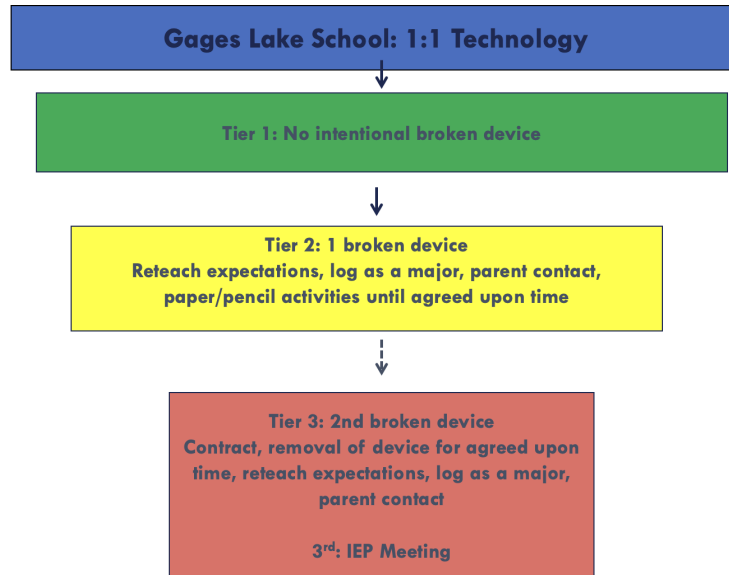 Gages Lake School: 1:1 Technology
Tier 1: No intentional broken device
Tier 2: 1 broken device
Reteach expectations, log as a major, parent contact,
paper/pencil activities until agreed upon time
Tier 3: 2nd broken device
Contract, removal of device for agreed upon
time, reteach expectations, log as a major,
parent contact
3rd: IEP Meeting